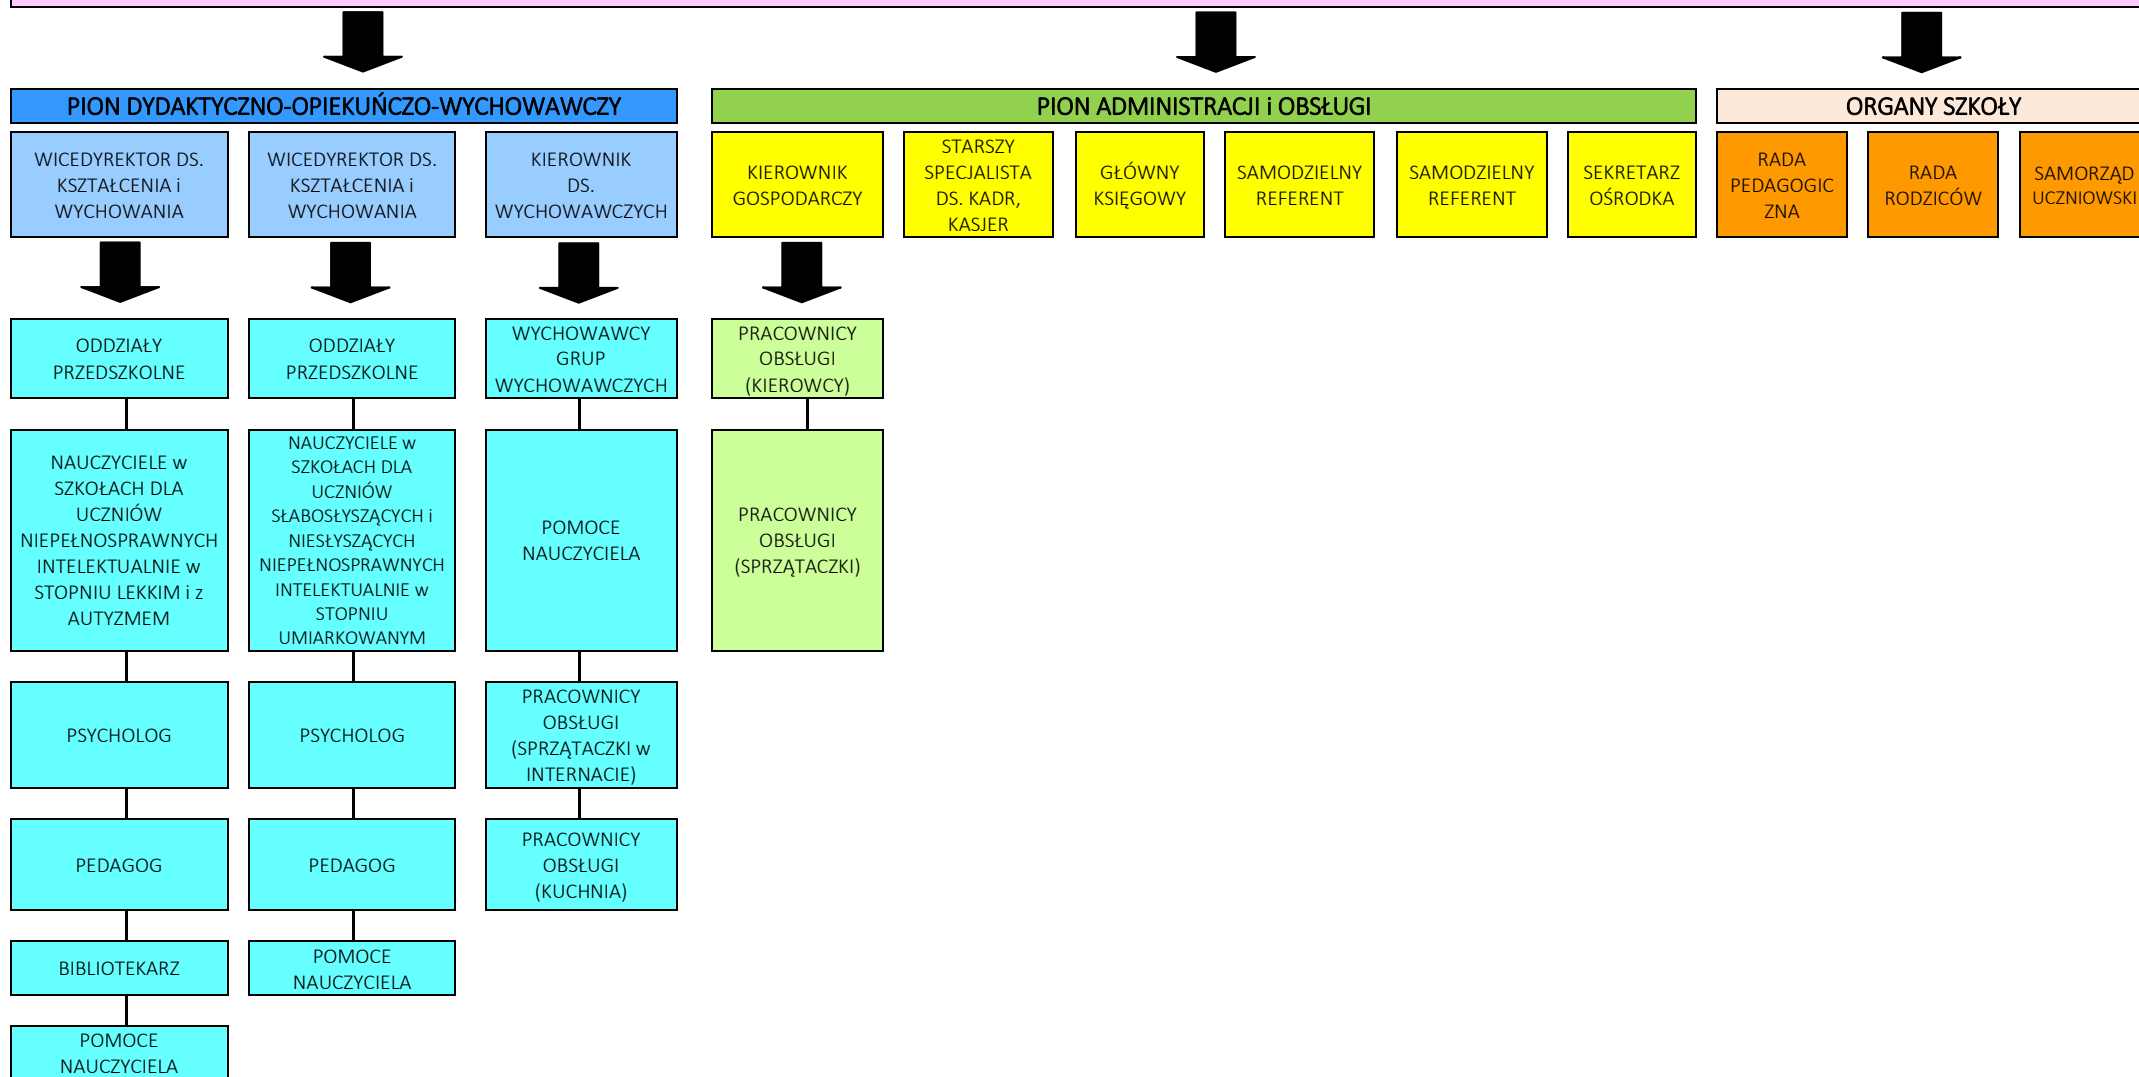 PION DYDAKTYCZNO-OPIEKUŃCZO-WYCHOWAWCZY
PION ADMINISTRACJI i OBSŁUGI
ORGANY SZKOŁY
WICEDYREKTOR DS.
KSZTAŁCENIA i
WYCHOWANIA
WICEDYREKTOR DS.
KSZTAŁCENIA i
WYCHOWANIA
KIEROWNIK
DS.
WYCHOWAWCZYCH
KIEROWNIK
GOSPODARCZY
STARSZY
SPECJALISTA
DS. KADR,
KASJER
GŁÓWNY
KSIĘGOWY
SAMODZIELNY
REFERENT
SAMODZIELNY
REFERENT
SEKRETARZ
OŚRODKA
RADA
PEDAGOGIC
ZNA
RADA
RODZICÓW
SAMORZĄD
UCZNIOWSKI
ODDZIAŁY
PRZEDSZKOLNE
ODDZIAŁY
PRZEDSZKOLNE
WYCHOWAWCY
GRUP
WYCHOWAWCZYCH
PRACOWNICY
OBSŁUGI
(KIEROWCY)
NAUCZYCIELE w
SZKOŁACH DLA
UCZNIÓW
NIEPEŁNOSPRAWNYCH
INTELEKTUALNIE w
STOPNIU LEKKIM i z
AUTYZMEM
NAUCZYCIELE w
SZKOŁACH DLA
UCZNIÓW
SŁABOSŁYSZĄCYCH i
NIESŁYSZĄCYCH
NIEPEŁNOSPRAWNYCH
INTELEKTUALNIE w
STOPNIU
UMIARKOWANYM
POMOCE
NAUCZYCIELA
PRACOWNICY
OBSŁUGI
(SPRZĄTACZKI)
PSYCHOLOG
PSYCHOLOG
PRACOWNICY
OBSŁUGI
(SPRZĄTACZKI w
INTERNACIE)
PEDAGOG
PEDAGOG
PRACOWNICY
OBSŁUGI
(KUCHNIA)
BIBLIOTEKARZ
POMOCE
NAUCZYCIELA
POMOCE
NAUCZYCIELA